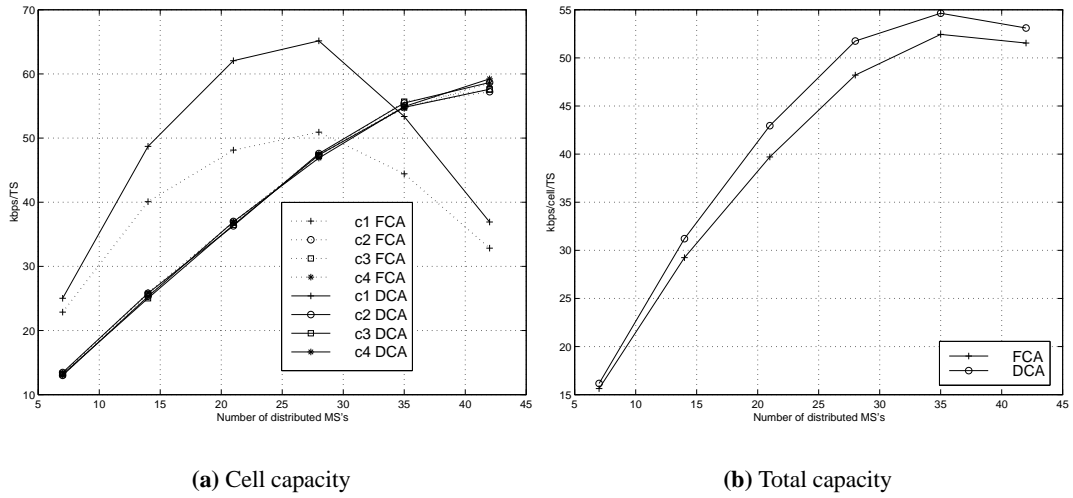 70
60
50
40
30
20
10
5
10
15
20
25
30
35
40
45
kbps/TS
Number of distributed MS's
c1 FCA
c2 FCA
c3 FCA
c4 FCA
c1 DCA
c2 DCA
c3 DCA
c4 DCA
(a) Cell capacity
55
50
45
40
35
30
25
20
15
5
10
15
20
25
30
35
40
45
kbps/cell/TS
Number of distributed MS's
FCA
DCA
(b) Total capacity